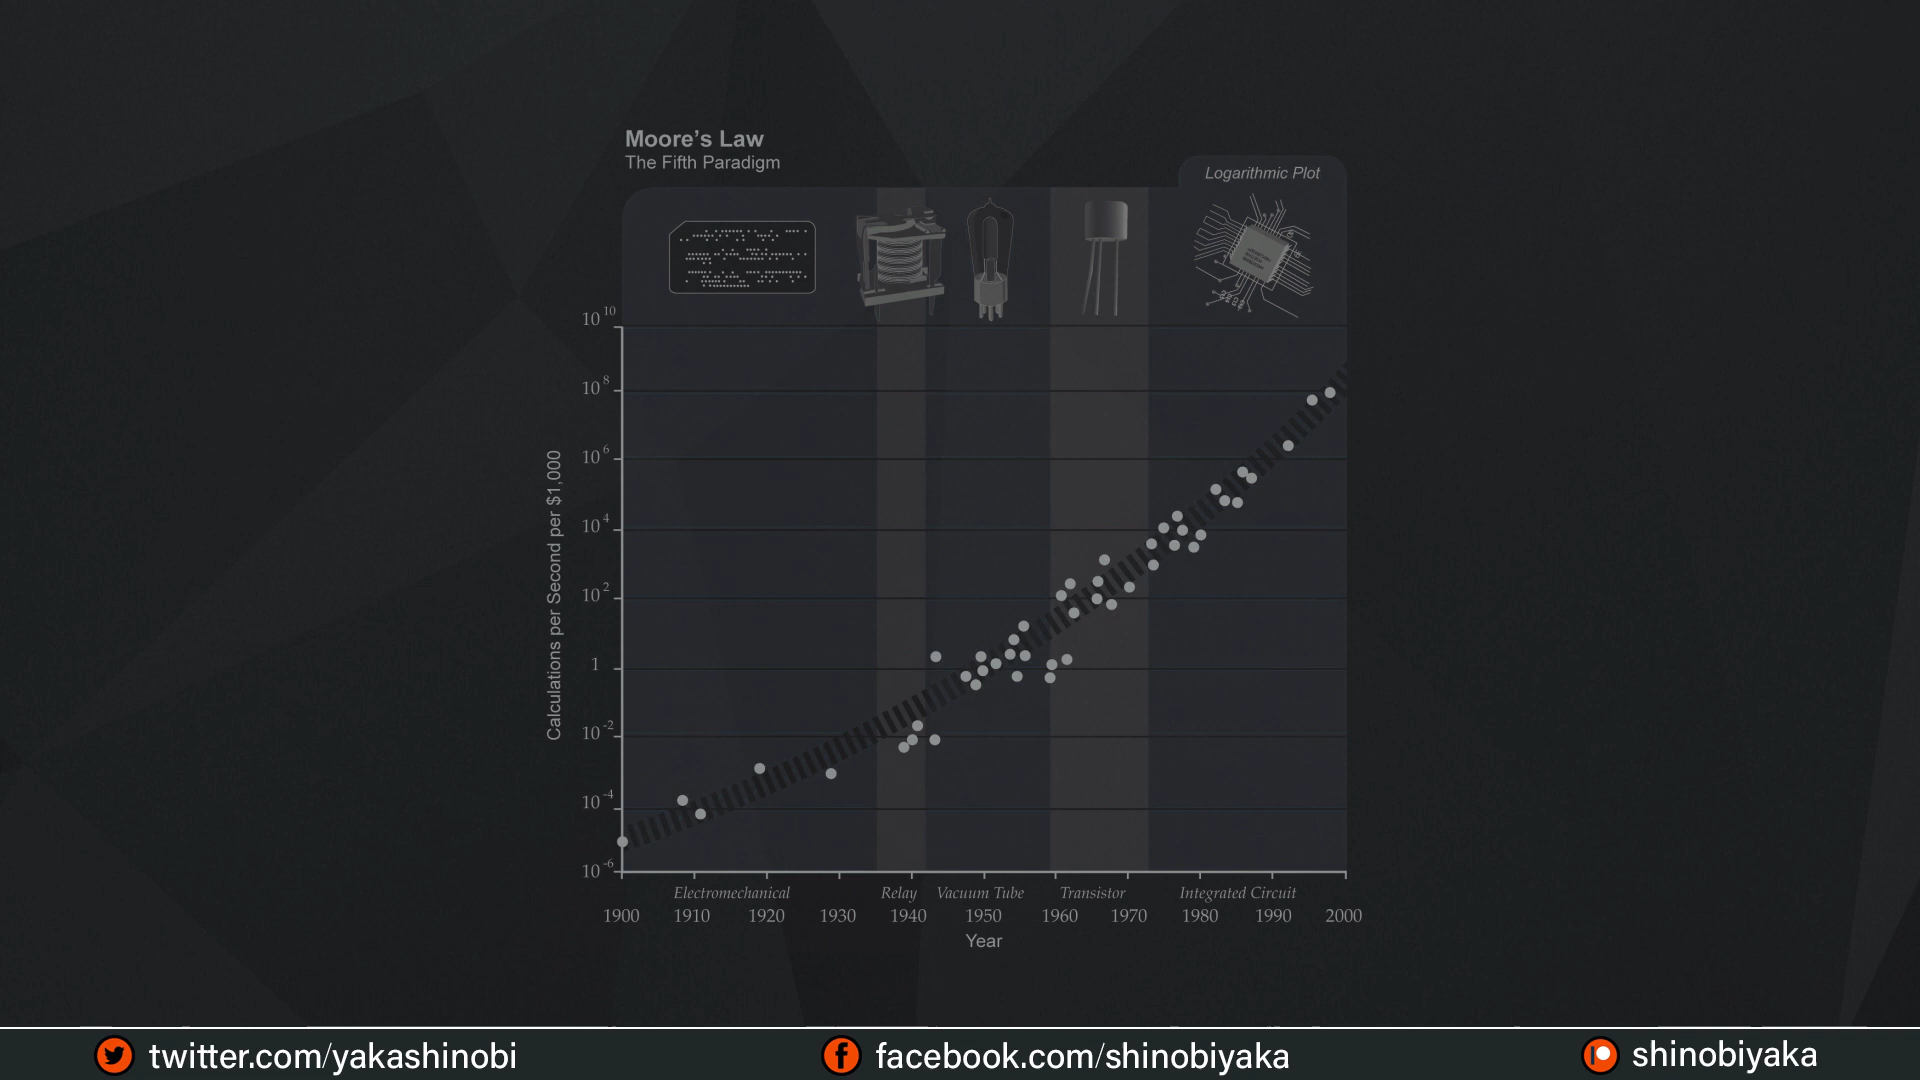 Moore's Law
The Fifth Paradigm
Logarithmic Plot
10 10
10 8
10 6
10 4
10 2
1
10 -2
10 -4
10 -6
Calculations per Second per $1,000
Electromechanical Relay Vacuum Tube Transistor Integrated Circuit
1900 1910 1920 1930 1940 1950 1960 1970 1980 1990 2000
Year
twitter.com/yakashinobi facebook.com/shinobiyaka shinobiyaka